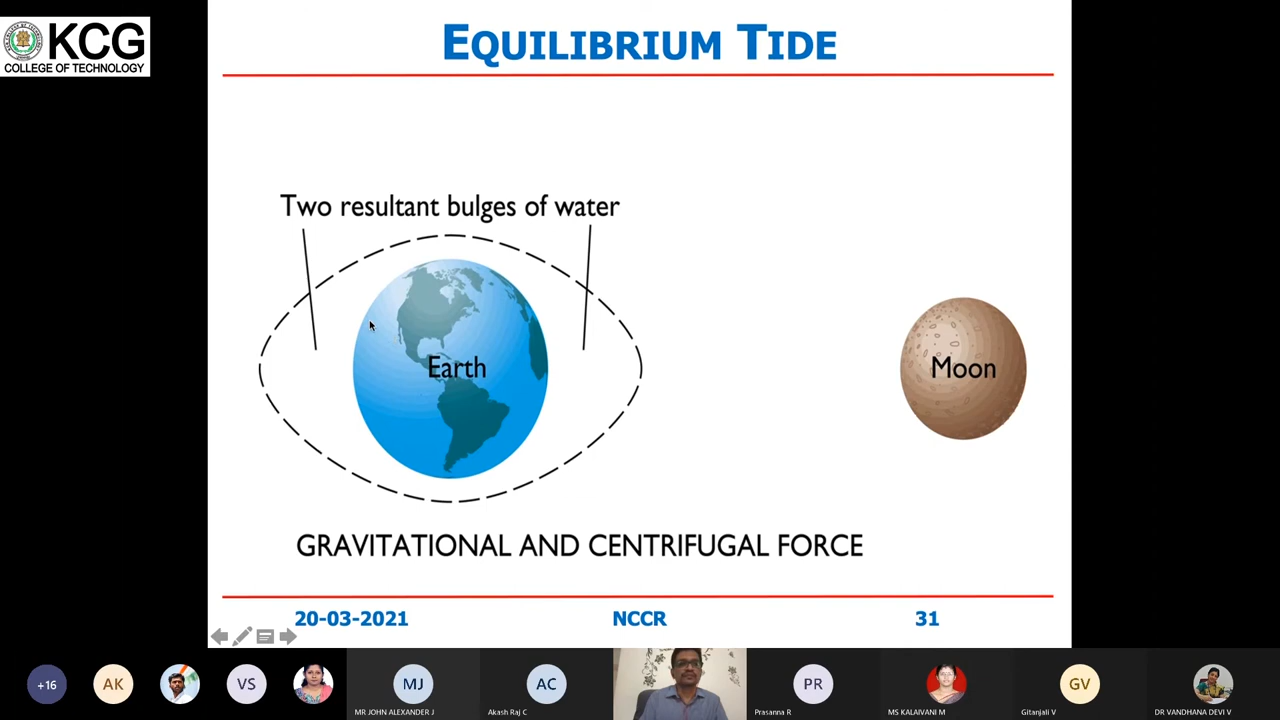 KCG
COLLEGE OF TECHNOLOGY
EQUILIBRIUM TIDE
Two resultant bulges of water
Earth
Moon
GRAVITATIONAL AND CENTRIFUGAL FORCE
20-03-2021 NCCR 31
+16 AK VS MJ AC PR GV
MR JOHN ALEXANDER J Akash Raj C Prasanna R MS KALAIVANI M Gitanjali V DR VANDHANA DEVI V